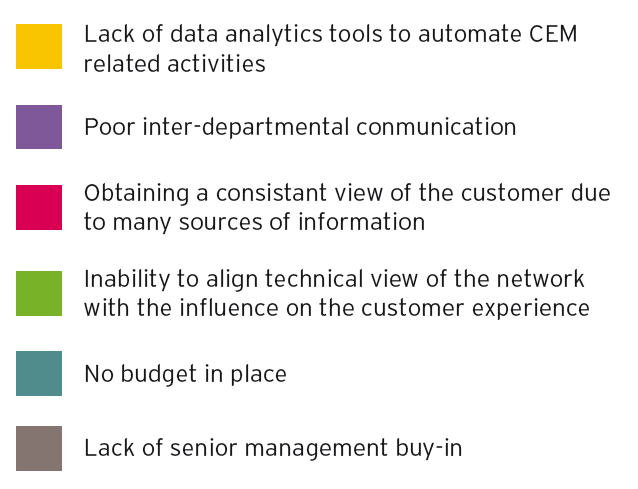 Lack of data analytics tools to automate CEM
related activities
Poor inter-departmental conmunication
Obtaining a consistant view of the customer due
to many sources of information
Inability to align technical view of the network
with the influence on the customer experience
No budget in place
Lack of senior management buy-in